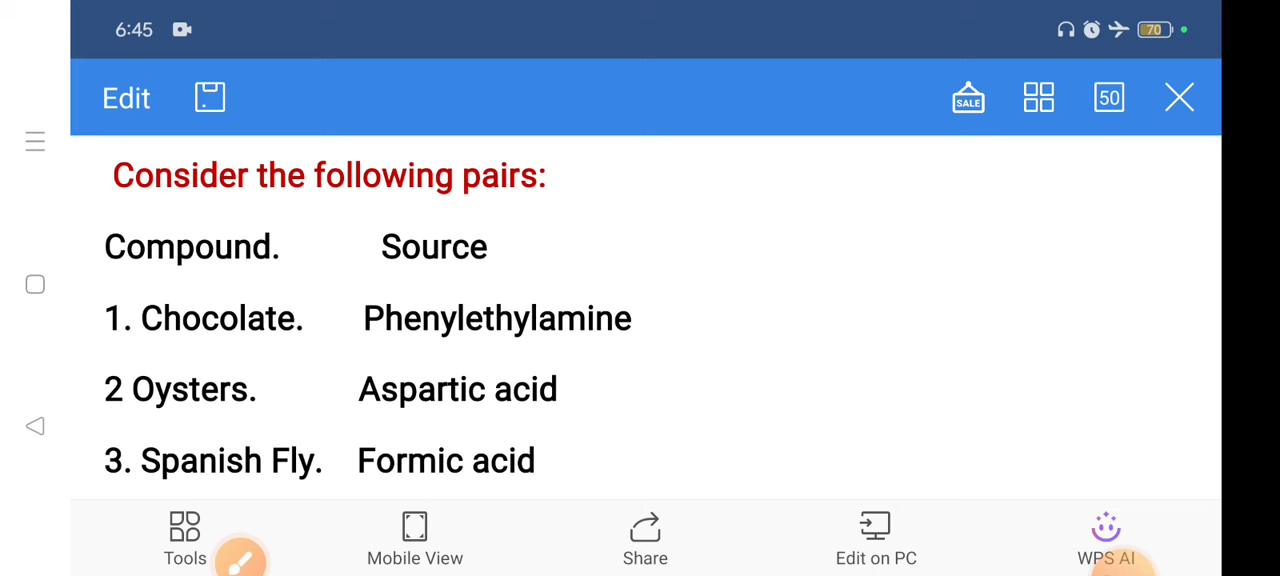 6:45
70
Edit
SALE
50
Consider the following pairs:
Compound. Source
1. Chocolate. Phenylethylamine
2 Oysters. Aspartic acid
3. Spanish Fly. Formic acid
Tools
Mobile View
Share
Edit on PC
WPS AI